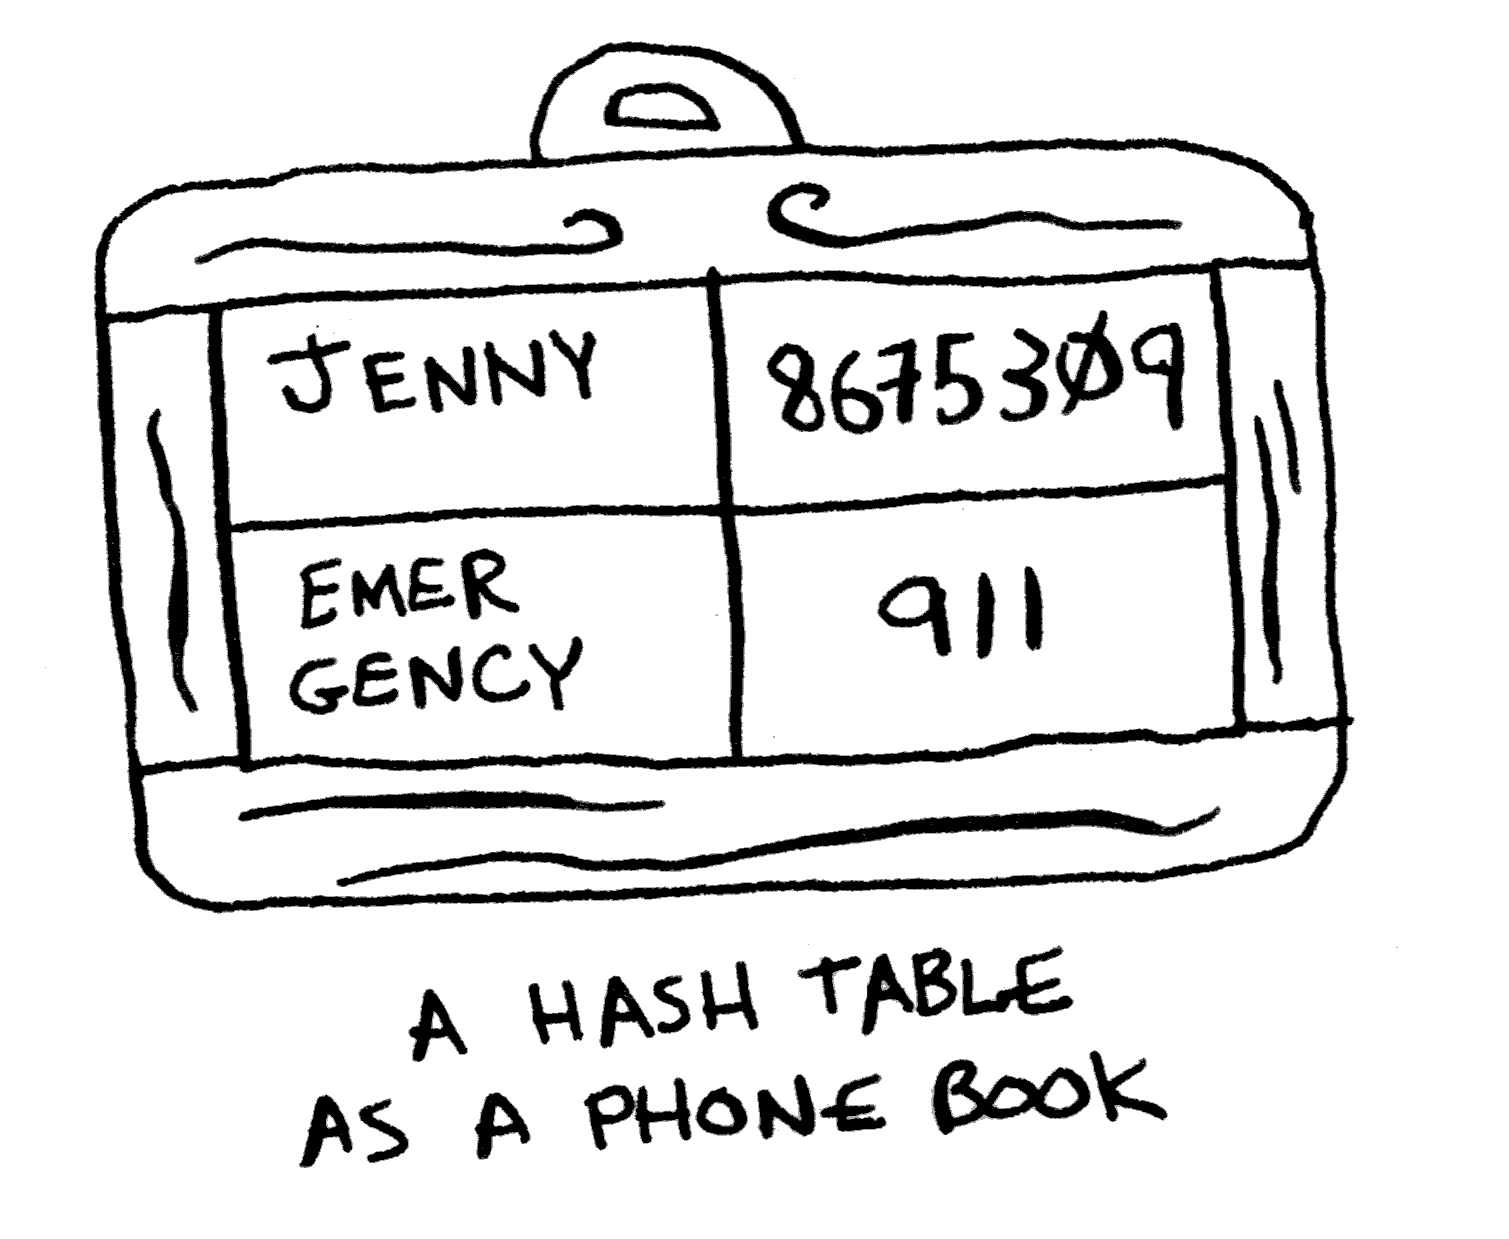 JENNY 8675309
EMER
GENCY 911
A HASH TABLE
AS A PHONE BOOK